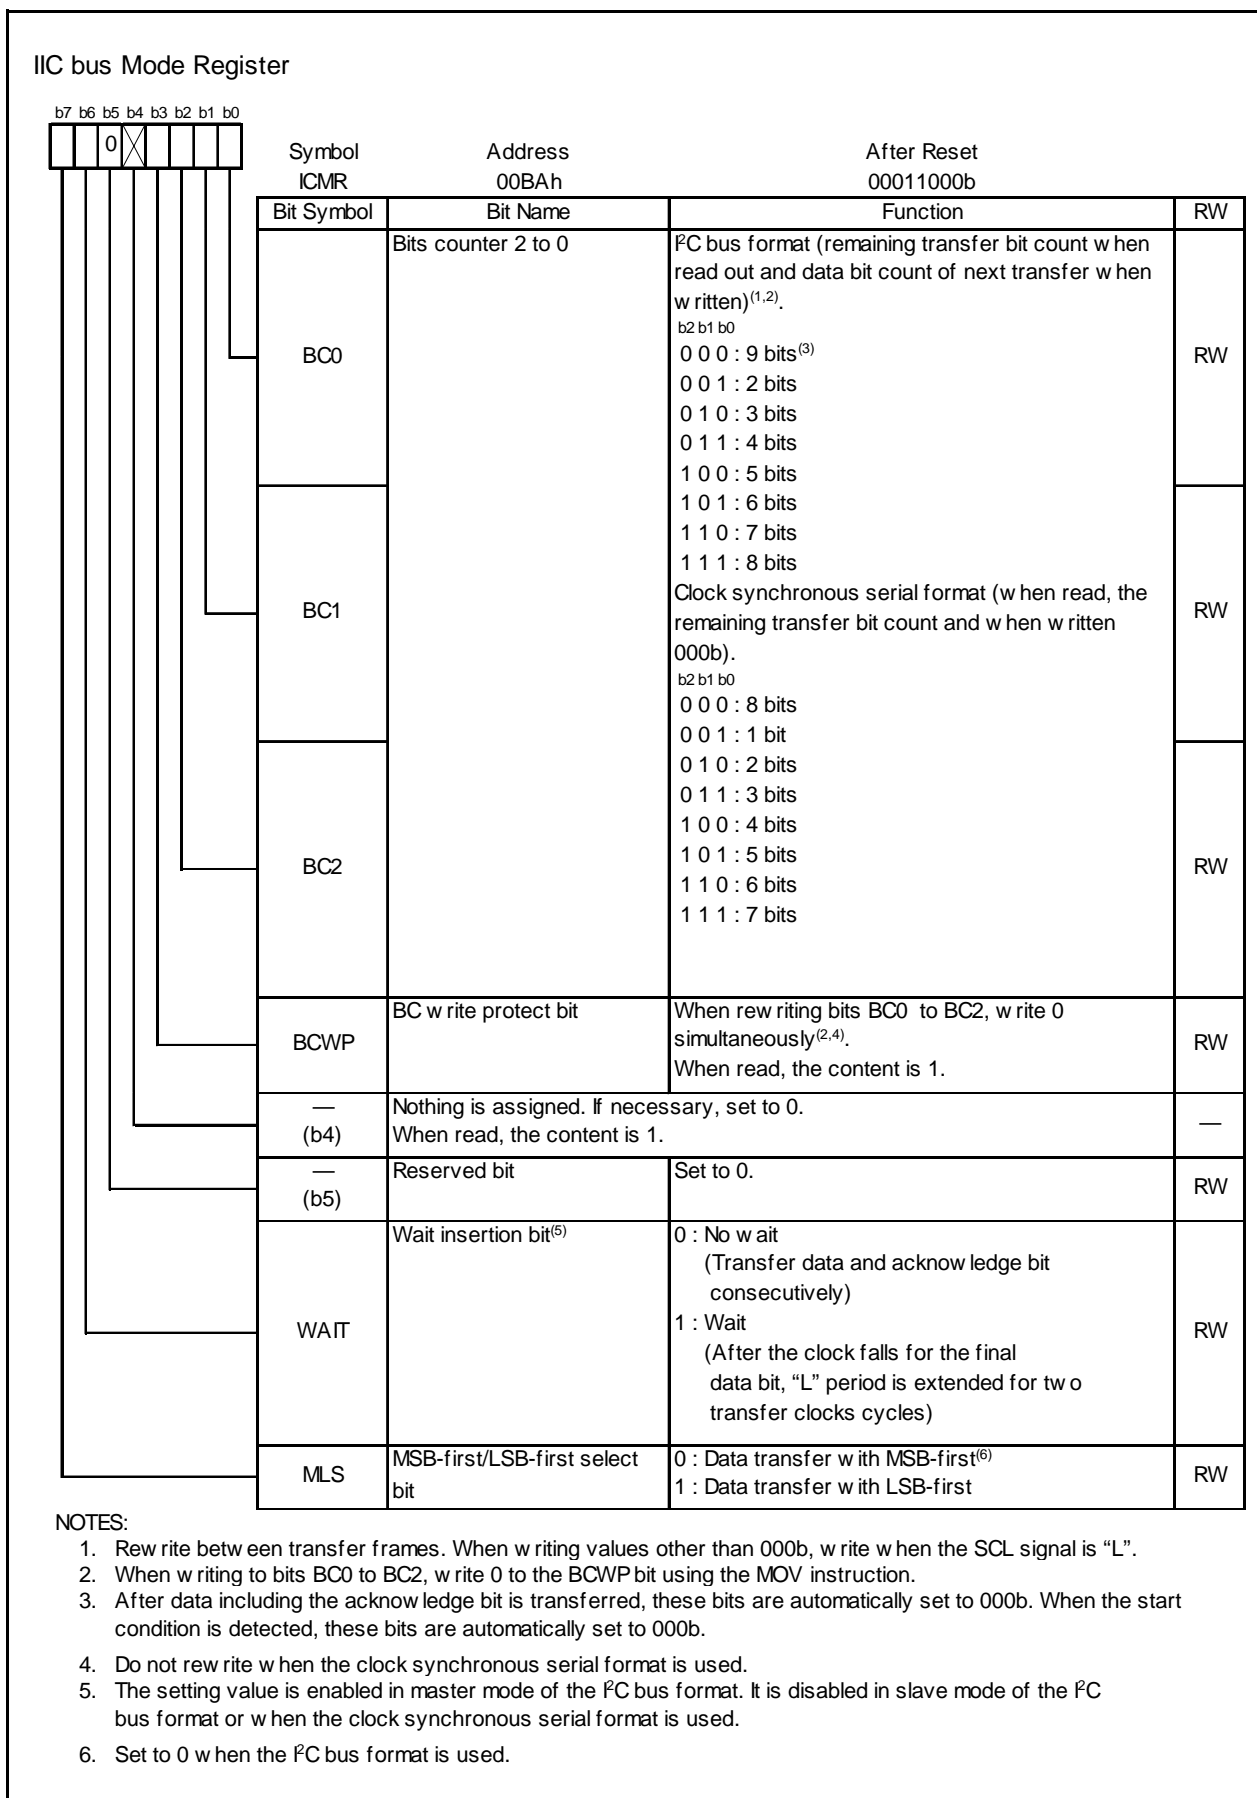 IIC bus Mode Register
b7 b6 b5 b4 b3 b2 b1 b0
0
Symbol Address After Reset
ICMR 00BAh 00011000b
Bit Symbol Bit Name Function RW
BC0 Bits counter 2 to 0 I²C bus format (remaining transfer bit count when
read out and data bit count of next transfer when
written)(1,2).
b2 b1 b0
0 0 0 : 9 bits(3) RW
0 0 1 : 2 bits
0 1 0 : 3 bits
0 1 1 : 4 bits
1 0 0 : 5 bits
1 0 1 : 6 bits
1 1 0 : 7 bits
1 1 1 : 8 bits
Clock synchronous serial format (when read, the
BC1 remaining transfer bit count and when written RW
000b).
b2 b1 b0
0 0 0 : 8 bits
0 0 1 : 1 bit
0 1 0 : 2 bits
0 1 1 : 3 bits
1 0 0 : 4 bits
BC2 1 0 1 : 5 bits RW
1 1 0 : 6 bits
1 1 1 : 7 bits
BCWP BC write protect bit When rewriting bits BC0 to BC2, write 0
simultaneously(2,4). RW
When read, the content is 1.
— Nothing is assigned. If necessary, set to 0. —
(b4) When read, the content is 1.
— Reserved bit Set to 0. RW
(b5)
Wait insertion bit(5) 0 : No wait
(Transfer data and acknowledge bit
consecutively)
WAIT 1 : Wait RW
(After the clock falls for the final
data bit, “L” period is extended for two
transfer clocks cycles)
MLS MSB-first/LSB-first select 0 : Data transfer with MSB-first(6) RW
bit 1 : Data transfer with LSB-first
NOTES:
1. Rewrite between transfer frames. When writing values other than 000b, write when the SCL signal is “L”.
2. When writing to bits BC0 to BC2, write 0 to the BCWP bit using the MOV instruction.
3. After data including the acknowledge bit is transferred, these bits are automatically set to 000b. When the start
condition is detected, these bits are automatically set to 000b.
4. Do not rewrite when the clock synchronous serial format is used.
5. The setting value is enabled in master mode of the I²C bus format. It is disabled in slave mode of the I²C
bus format or when the clock synchronous serial format is used.
6. Set to 0 when the I²C bus format is used.